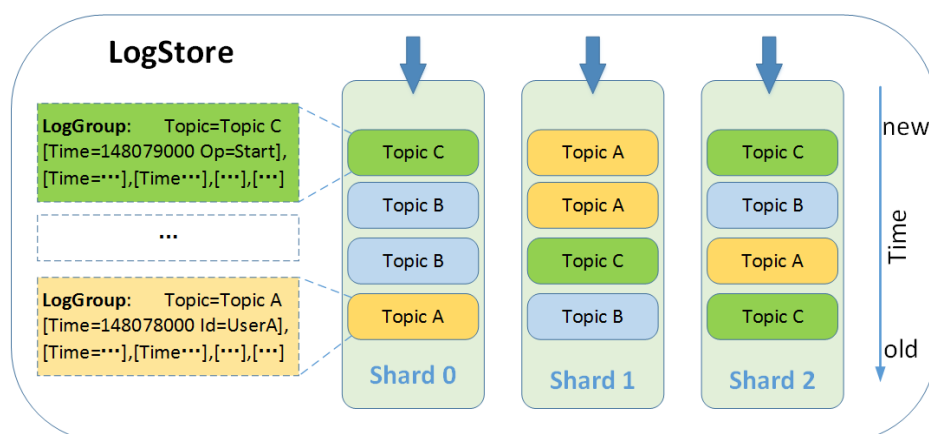 LogStore
LogGroup: Topic=Topic C
[Time=148079000 Op=Start],
[Time=⋯],[Time⋯],[⋯],[⋯]
⋯
LogGroup: Topic=Topic A
[Time=148078000 Id=UserA],
[Time=⋯],[Time⋯],[⋯],[⋯]
Topic C
Topic B
Topic B
Topic A
Shard 0
Topic A
Topic A
Topic C
Topic B
Shard 1
Topic C
Topic B
Topic A
Topic C
Shard 2
new
Time
old